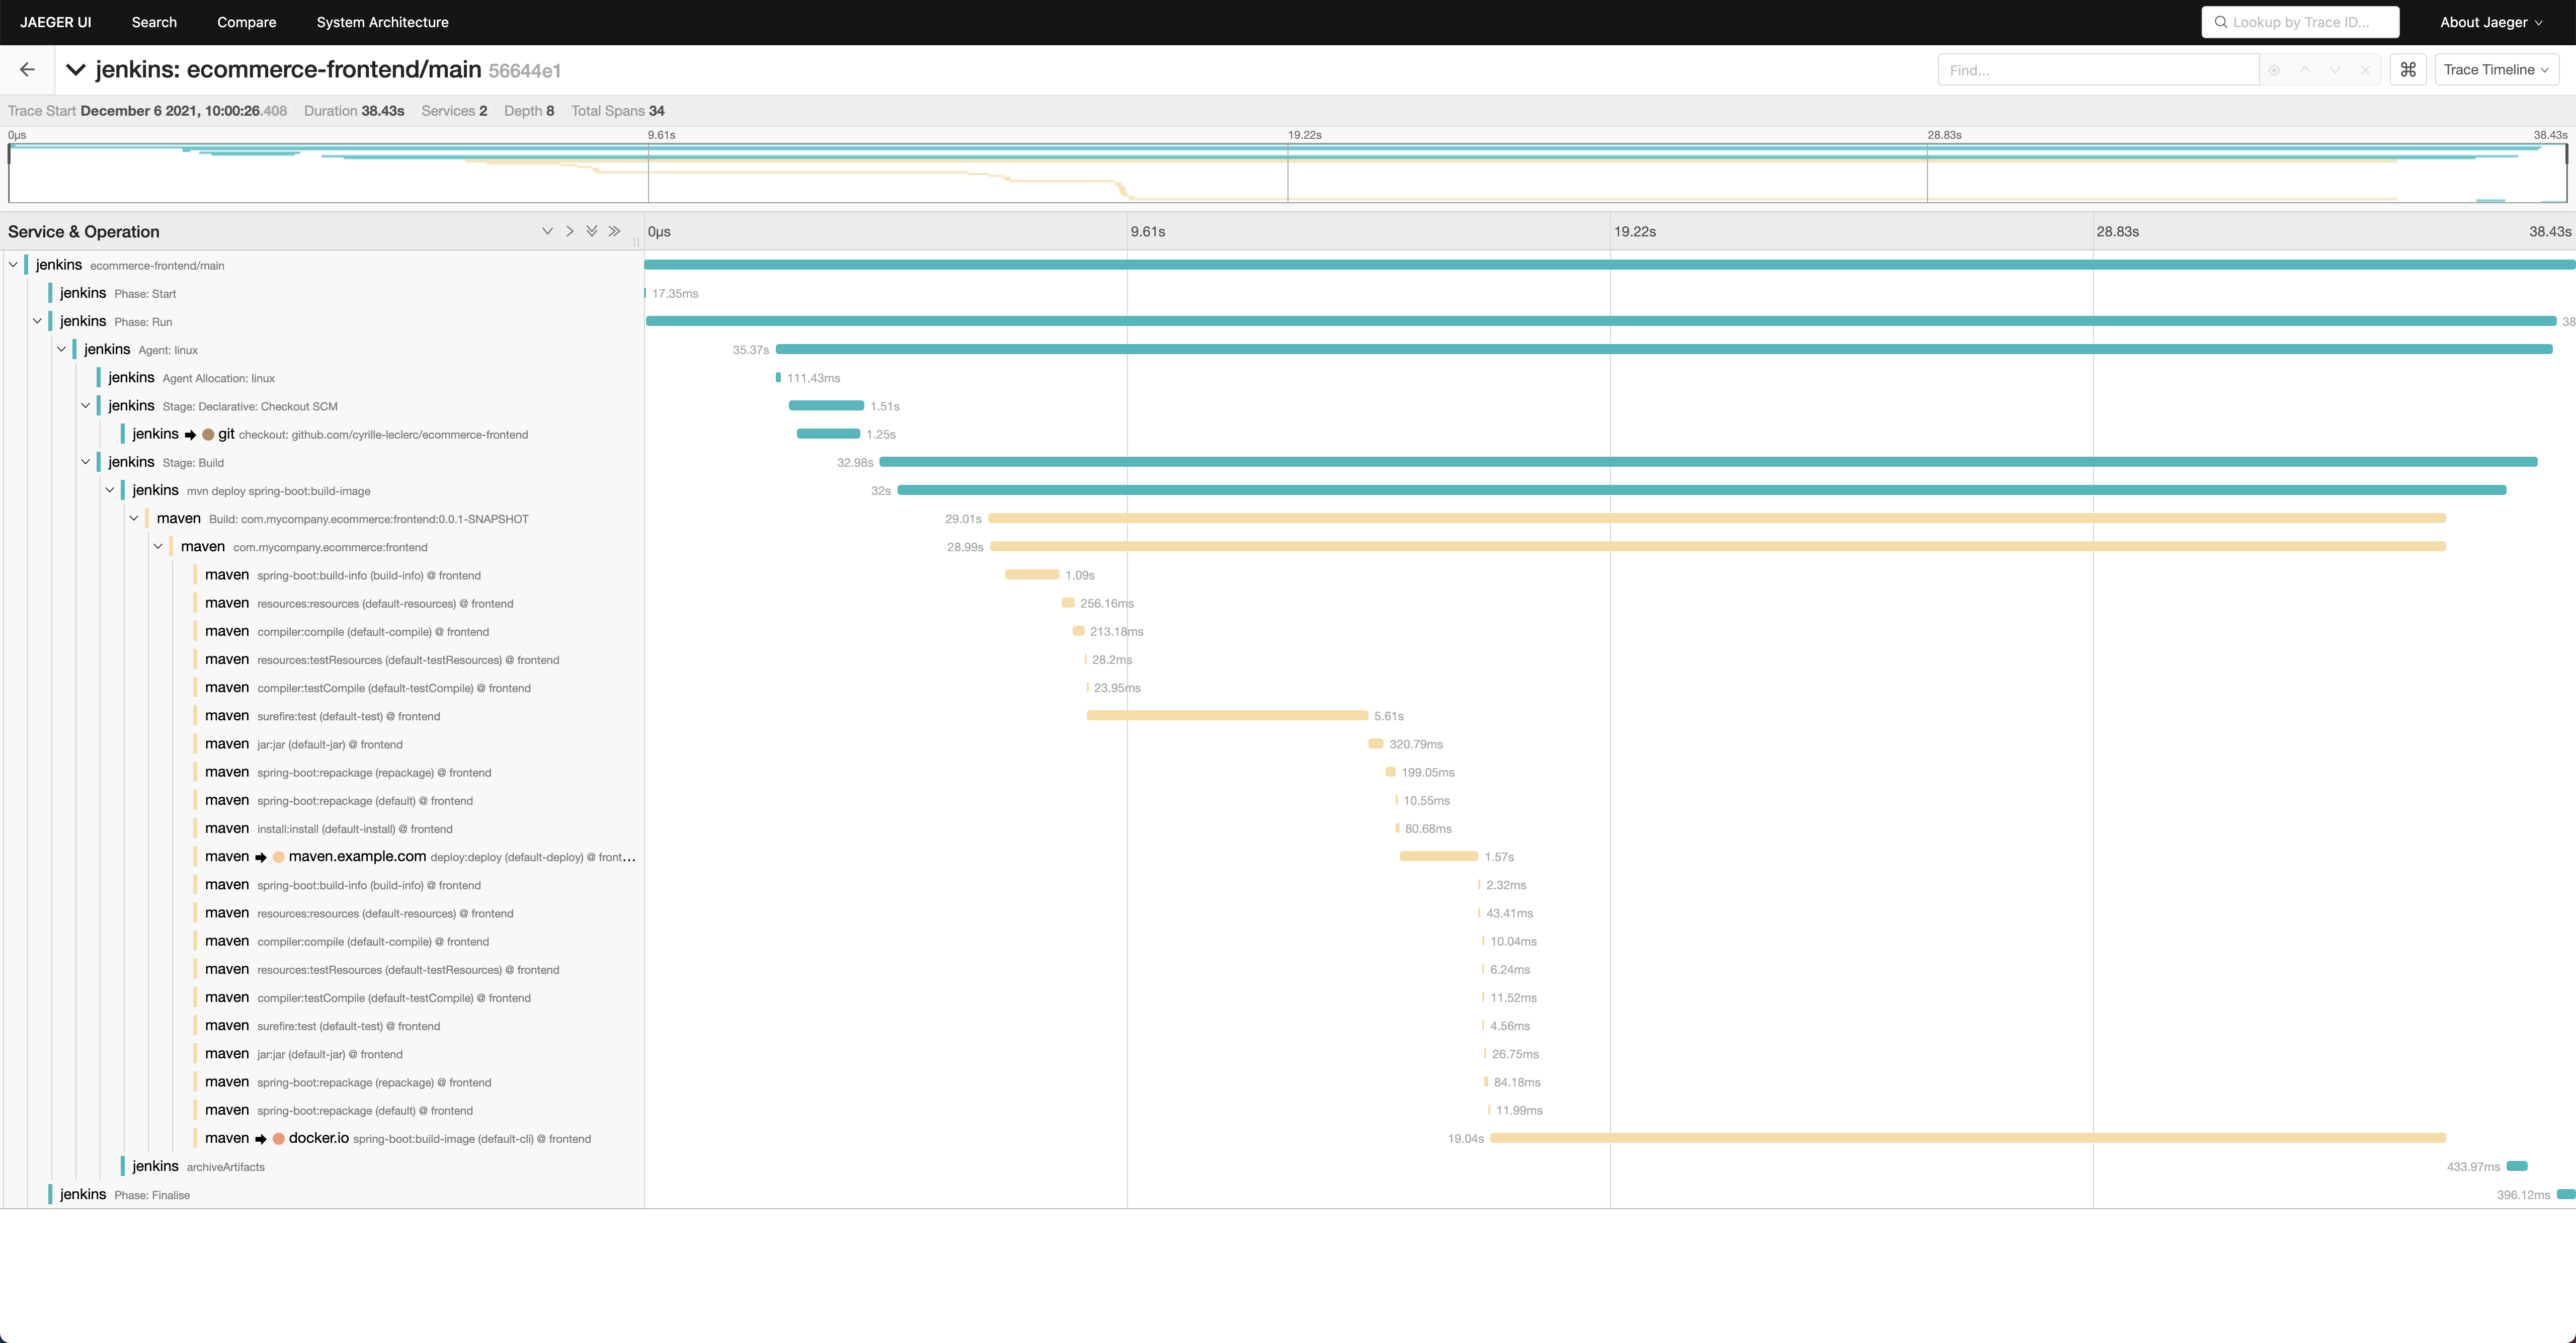 JAEGER UI Search Compare System Architecture Lookup by Trace ID... About Jaeger
jenkins: ecommerce-frontend/main 56644e1 Find... ⌘ Trace Timeline
Trace Start December 6 2021, 10:00:26.408 Duration 38.43s Services 2 Depth 8 Total Spans 34
0μs 9.61s 19.22s 28.83s 38.43s
Service & Operation 0μs 9.61s 19.22s 28.83s 38.43s
jenkins ecommerce-frontend/main
jenkins Phase: Start 17.35ms
jenkins Phase: Run 38
jenkins Agent: linux 35.37s
jenkins Agent Allocation: linux 111.43ms
jenkins Stage: Declarative: Checkout SCM 1.51s
jenkins git checkout: github.com/cyrille-leclerc/ecommerce-frontend 1.25s
jenkins Stage: Build 32.98s
jenkins mvn deploy spring-boot:build-image 32s
maven Build: com.mycompany.ecommerce:frontend:0.0.1-SNAPSHOT 29.01s
maven com.mycompany.ecommerce:frontend 28.99s
maven spring-boot:build-info (build-info) @ frontend 1.09s
maven resources:resources (default-resources) @ frontend 256.16ms
maven compiler:compile (default-compile) @ frontend 213.18ms
maven resources:testResources (default-testResources) @ frontend 28.2ms
maven compiler:testCompile (default-testCompile) @ frontend 23.95ms
maven surefire:test (default-test) @ frontend 5.61s
maven jar:jar (default-jar) @ frontend 320.79ms
maven spring-boot:repackage (repackage) @ frontend 199.05ms
maven spring-boot:repackage (default) @ frontend 10.55ms
maven install:install (default-install) @ frontend 80.68ms
maven maven.example.com deploy:deploy (default-deploy) @ front... 1.57s
maven spring-boot:build-info (build-info) @ frontend 2.32ms
maven resources:resources (default-resources) @ frontend 43.41ms
maven compiler:compile (default-compile) @ frontend 10.04ms
maven resources:testResources (default-testResources) @ frontend 6.24ms
maven compiler:testCompile (default-testCompile) @ frontend 11.52ms
maven surefire:test (default-test) @ frontend 4.56ms
maven jar:jar (default-jar) @ frontend 26.75ms
maven spring-boot:repackage (repackage) @ frontend 84.18ms
maven spring-boot:repackage (default) @ frontend 11.99ms
maven docker.io spring-boot:build-image (default-cli) @ frontend 19.04s
jenkins archiveArtifacts 433.97ms
jenkins Phase: Finalise 396.12ms